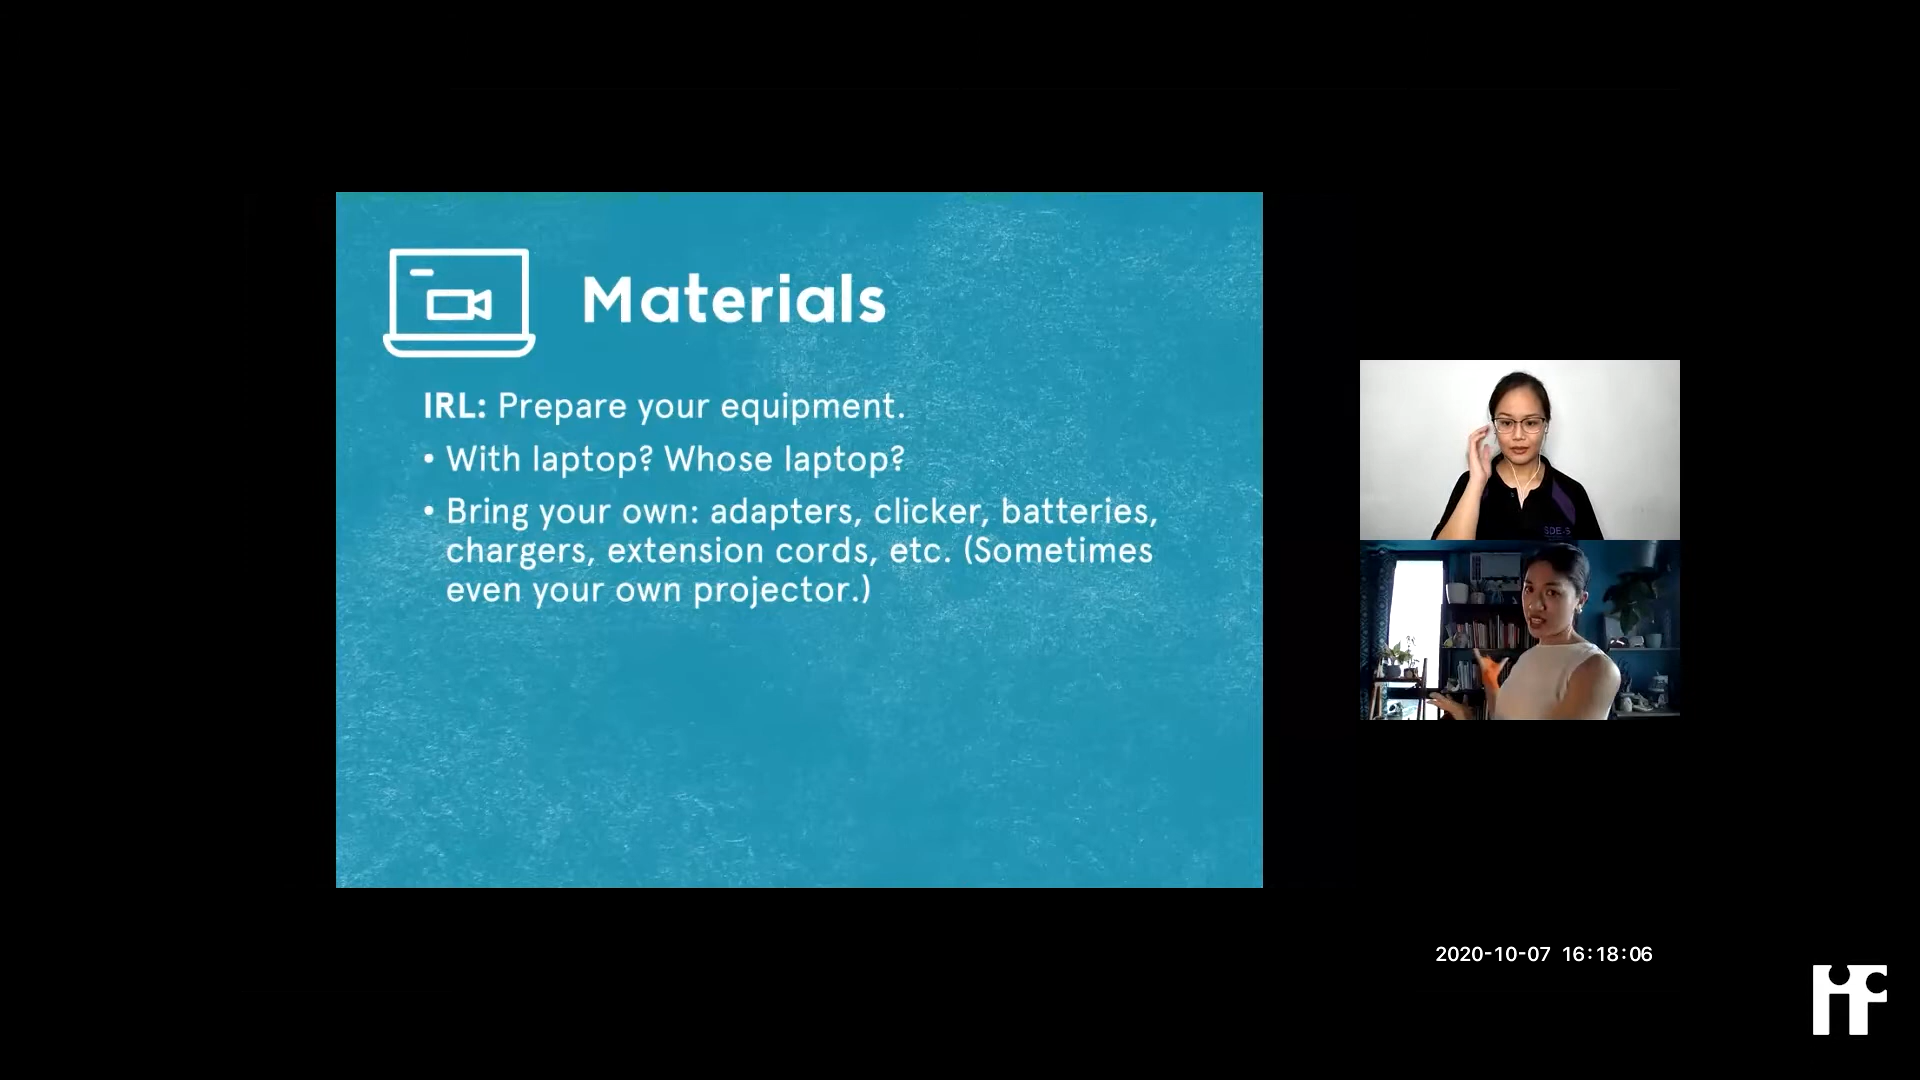 Materials
IRL: Prepare your equipment.
• With laptop? Whose laptop?
• Bring your own: adapters, clicker, batteries,
chargers, extension cords, etc. (Sometimes
even your own projector.)
2020-10-07 16:18:06